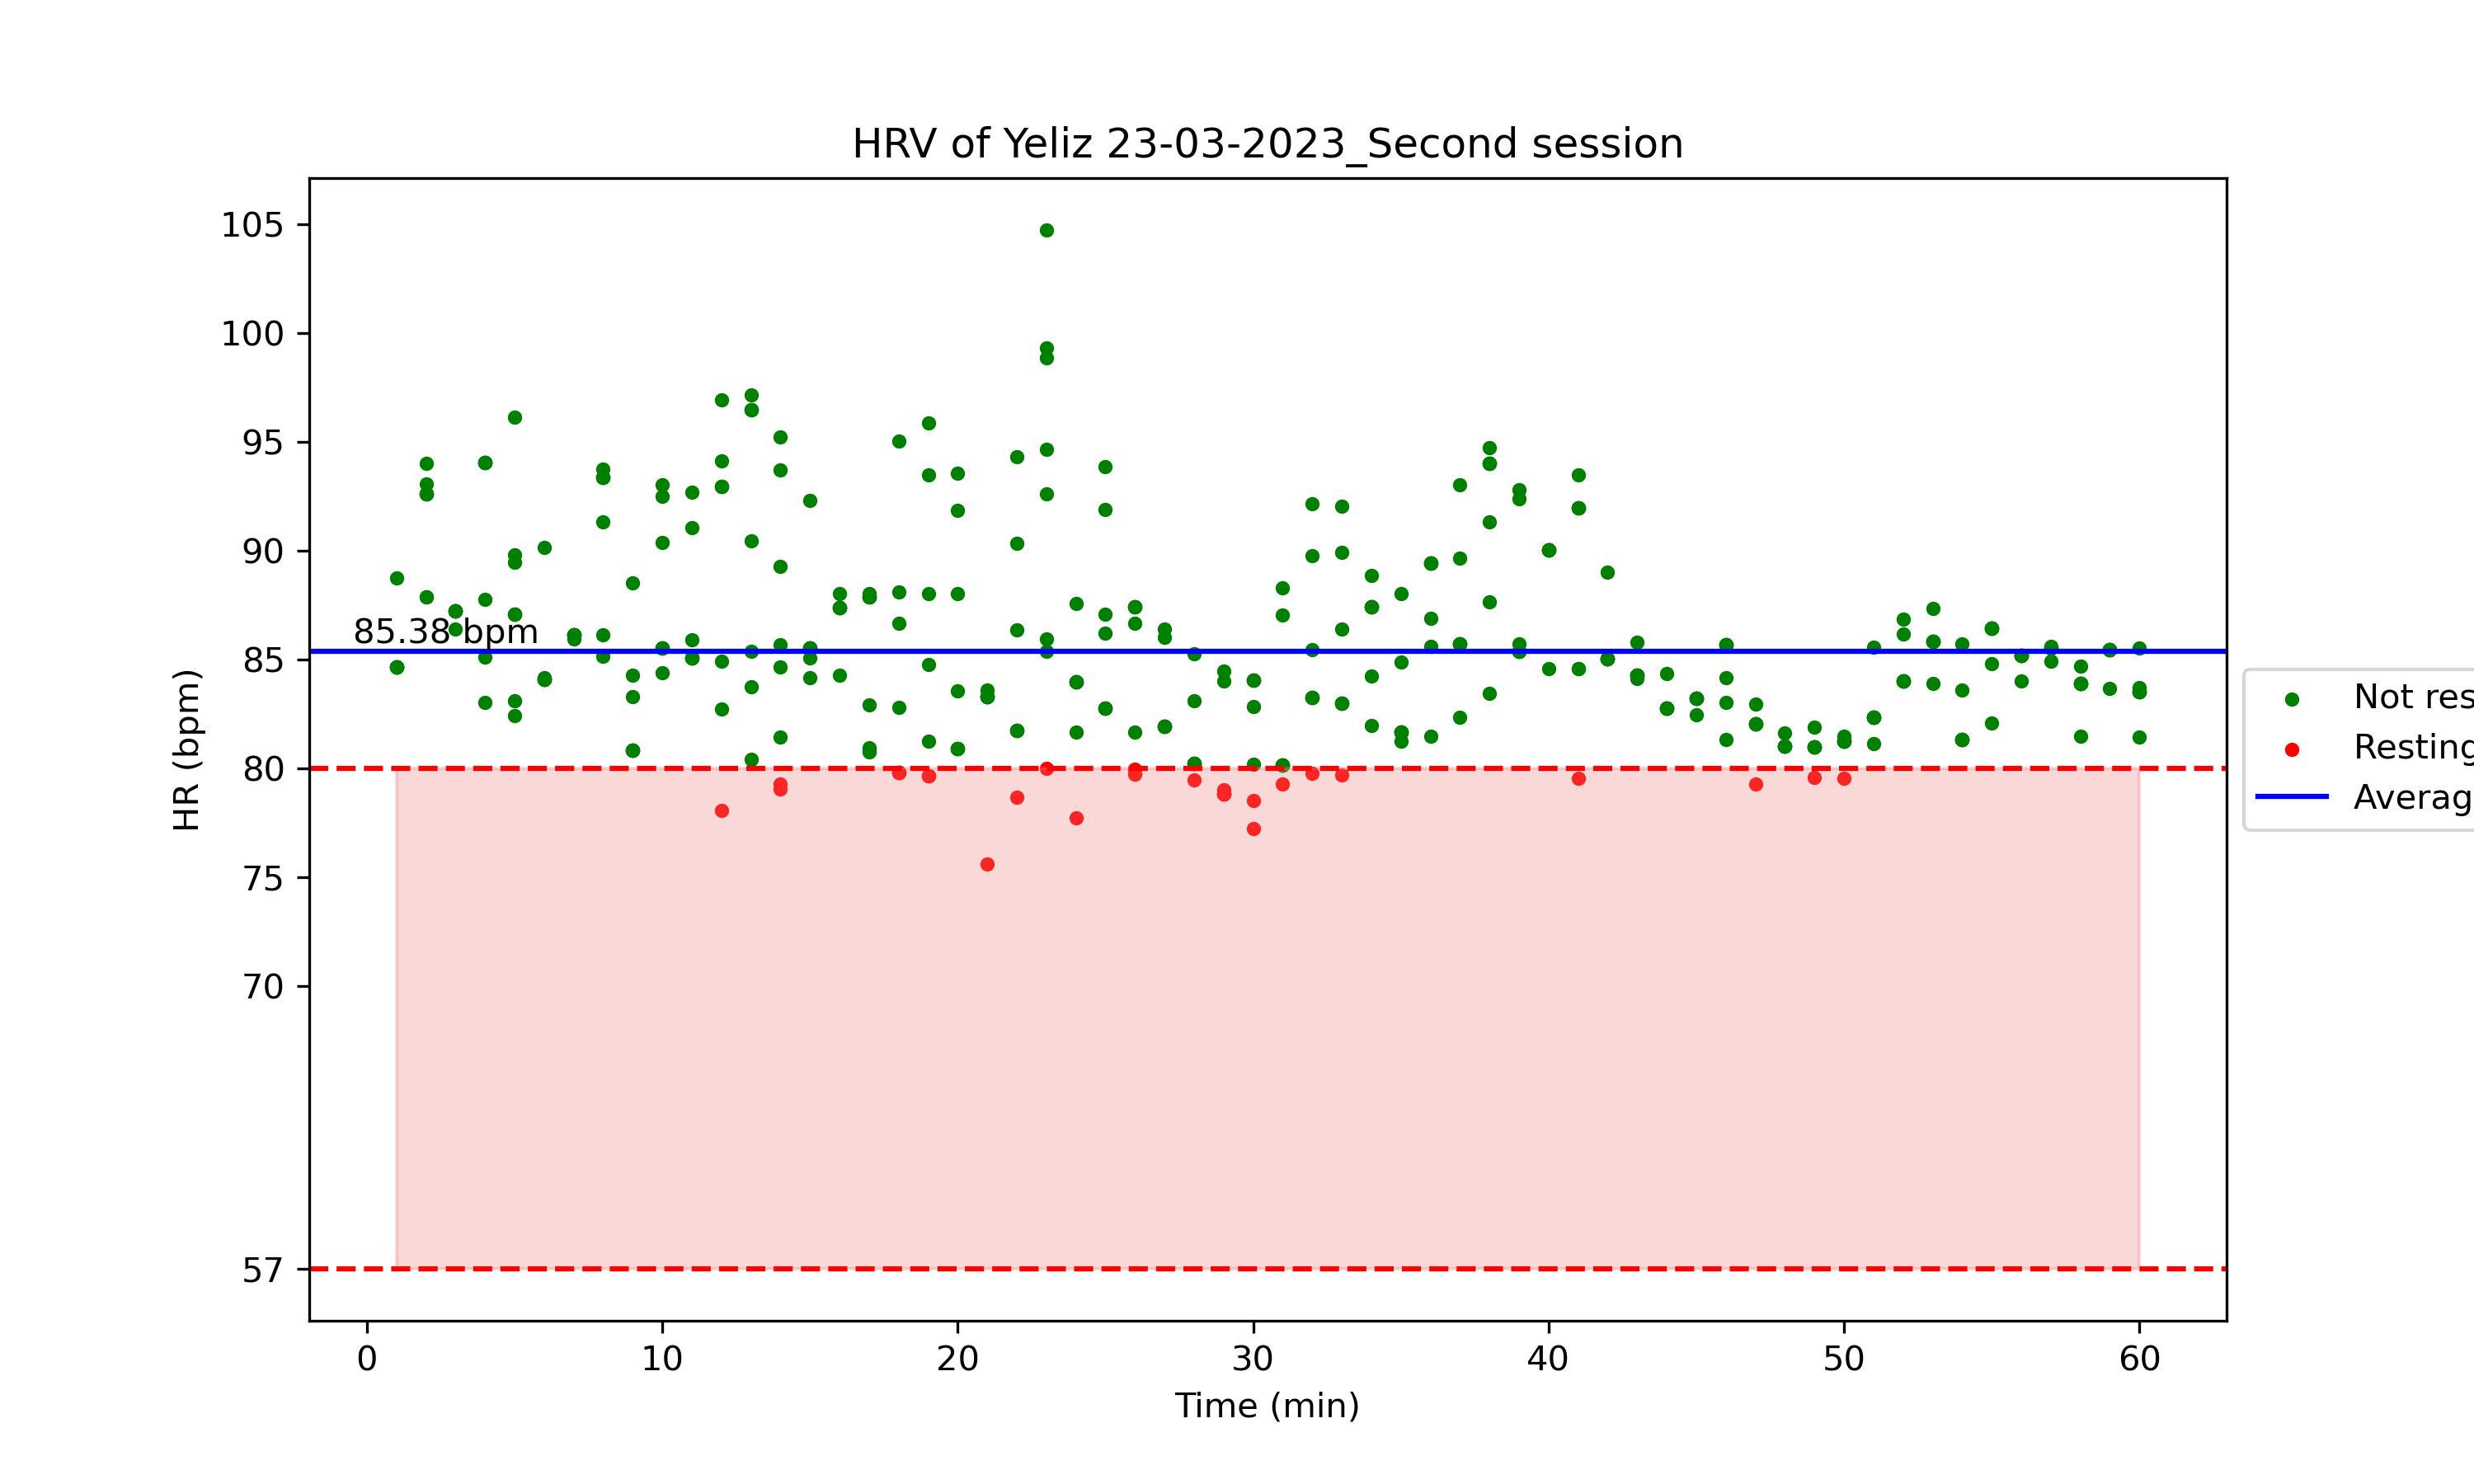 HRV of Yeliz 23-03-2023_Second session
105
100
95
90
85
80
75
70
57
HR (bpm)
85.38 bpm
Not res
Resting
Averag
0 10 20 30 40 50 60
Time (min)